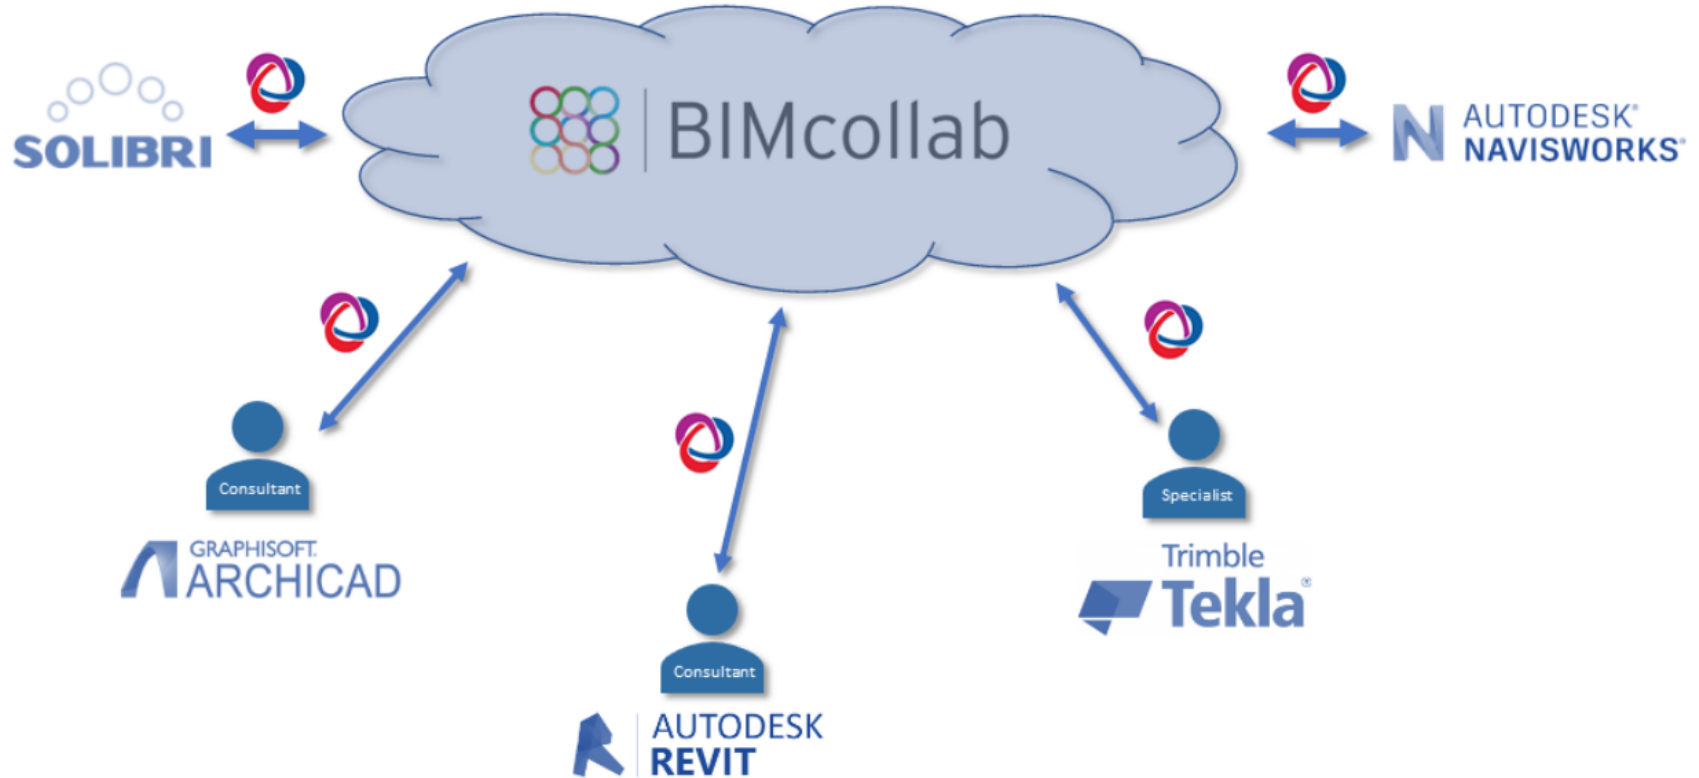 BIMcollab
SOLIBRI
AUTODESK®
NAVISWORKS®
Consultant
GRAPHISOFT.
ARCHICAD
Specialist
Trimble
Tekla®
Consultant
AUTODESK
REVIT